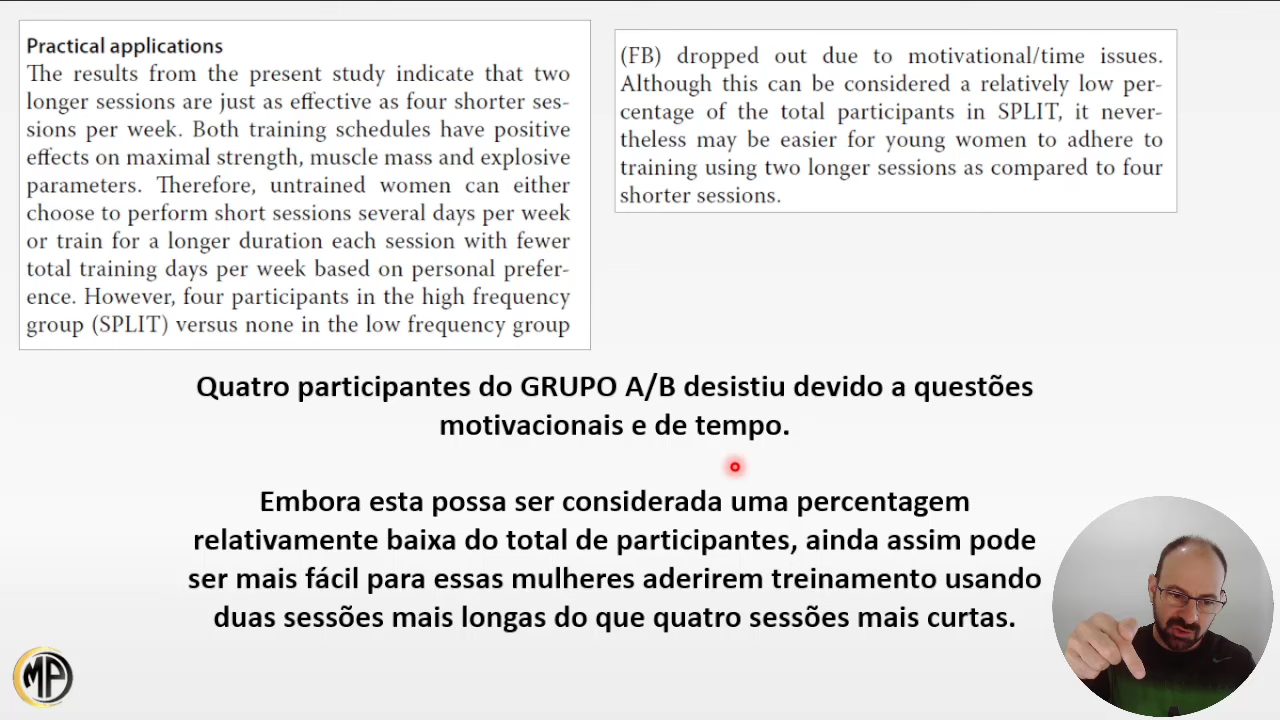 Practical applications
The results from the present study indicate that two
longer sessions are just as effective as four shorter ses-
sions per week. Both training schedules have positive
effects on maximal strength, muscle mass and explosive
parameters. Therefore, untrained women can either
choose to perform short sessions several days per week
or train for a longer duration each session with fewer
total training days per week based on personal prefer-
ence. However, four participants in the high frequency
group (SPLIT) versus none in the low frequency group
(FB) dropped out due to motivational/time issues.
Although this can be considered a relatively low per-
centage of the total participants in SPLIT, it never-
theless may be easier for young women to adhere to
training using two longer sessions as compared to four
shorter sessions.
Quatro participantes do GRUPO A/B desistiu devido a questões
motivacionais e de tempo.
Embora esta possa ser considerada uma percentagem
relativamente baixa do total de participantes, ainda assim pode
ser mais fácil para essas mulheres aderirem treinamento usando
duas sessões mais longas do que quatro sessões mais curtas.
MP